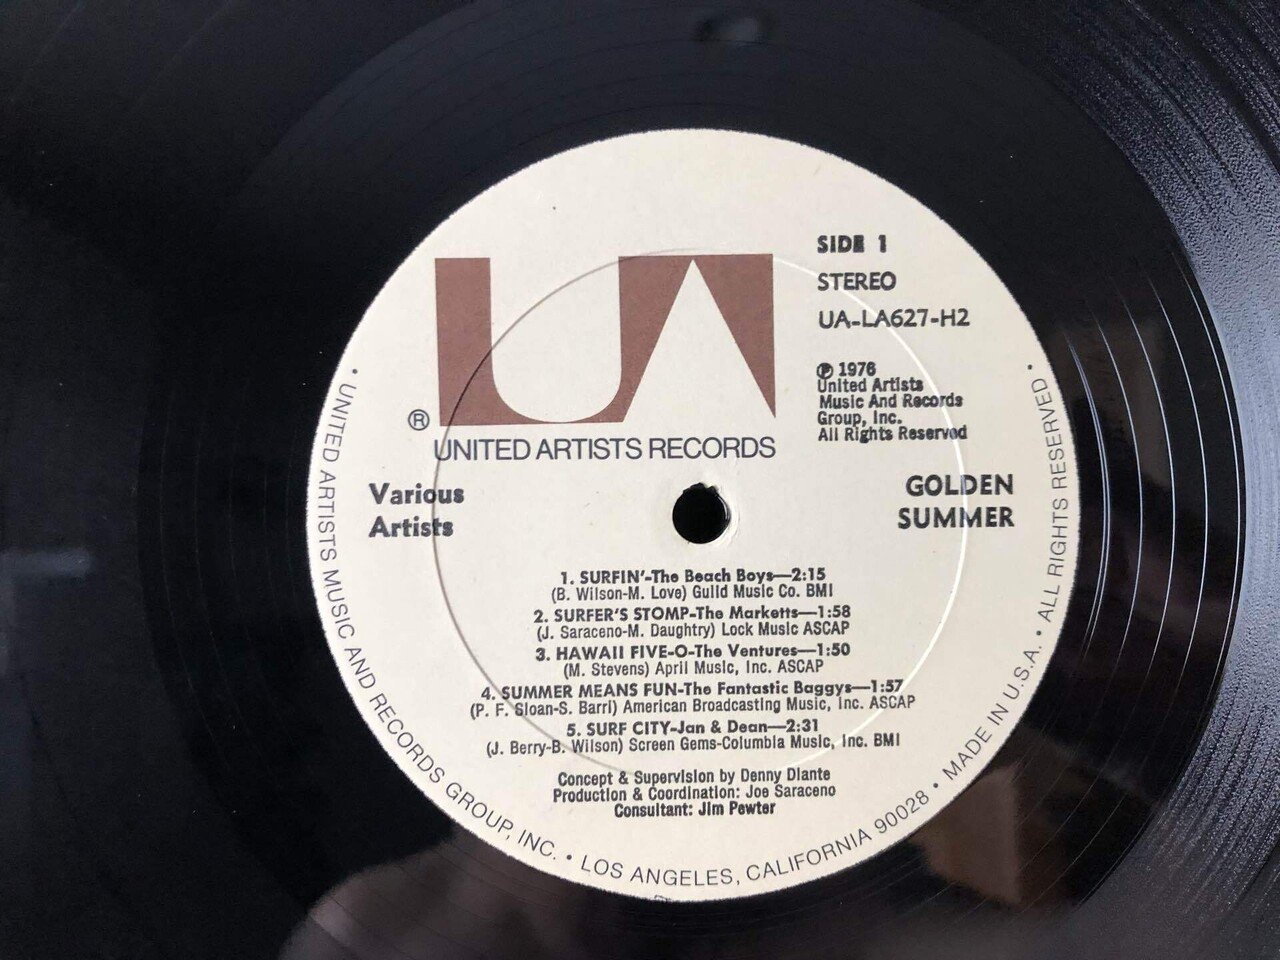 SIDE 1
STEREO
UA-LA627-H2
℗ 1976
United Artists
Music And Records
Group, Inc.
All Rights Reserved
UA
®
UNITED ARTISTS RECORDS
Various
Artists
GOLDEN
SUMMER
1. SURFIN'-The Beach Boys—2:15
(B. Wilson-M. Love) Guild Music Co. BMI
2. SURFER'S STOMP-The Marketts—1:58
(J. Saraceno-M. Daughtry) Lock Music ASCAP
3. HAWAII FIVE-O-The Ventures—1:50
(M. Stevens) April Music, Inc. ASCAP
4. SUMMER MEANS FUN-The Fantastic Baggys—1:57
(P. F. Sloan-S. Barri) American Broadcasting Music, Inc. ASCAP
5. SURF CITY-Jan & Dean—2:31
(J. Berry-B. Wilson) Screen Gems-Columbia Music, Inc. BMI
Concept & Supervision by Denny Diante
Production & Coordination: Joe Saraceno
Consultant: Jim Pewter
• UNITED ARTISTS MUSIC AND RECORDS GROUP, INC. • LOS ANGELES, CALIFORNIA 90028 • MADE IN U.S.A. • ALL RIGHTS RESERVED •